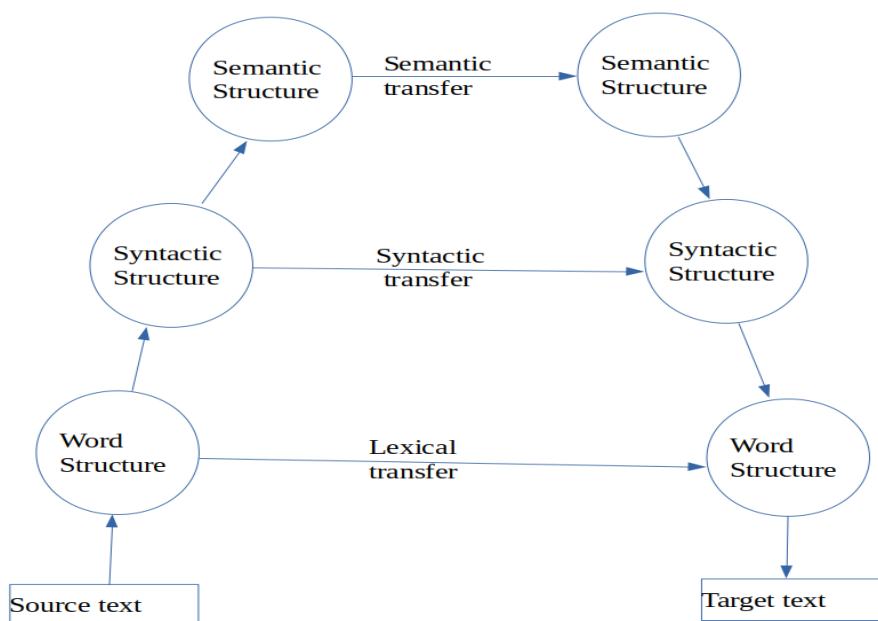 Semantic
Structure
Semantic
transfer
Semantic
Structure
Syntactic
Structure
Syntactic
transfer
Syntactic
Structure
Word
Structure
Lexical
transfer
Word
Structure
Source text
Target text